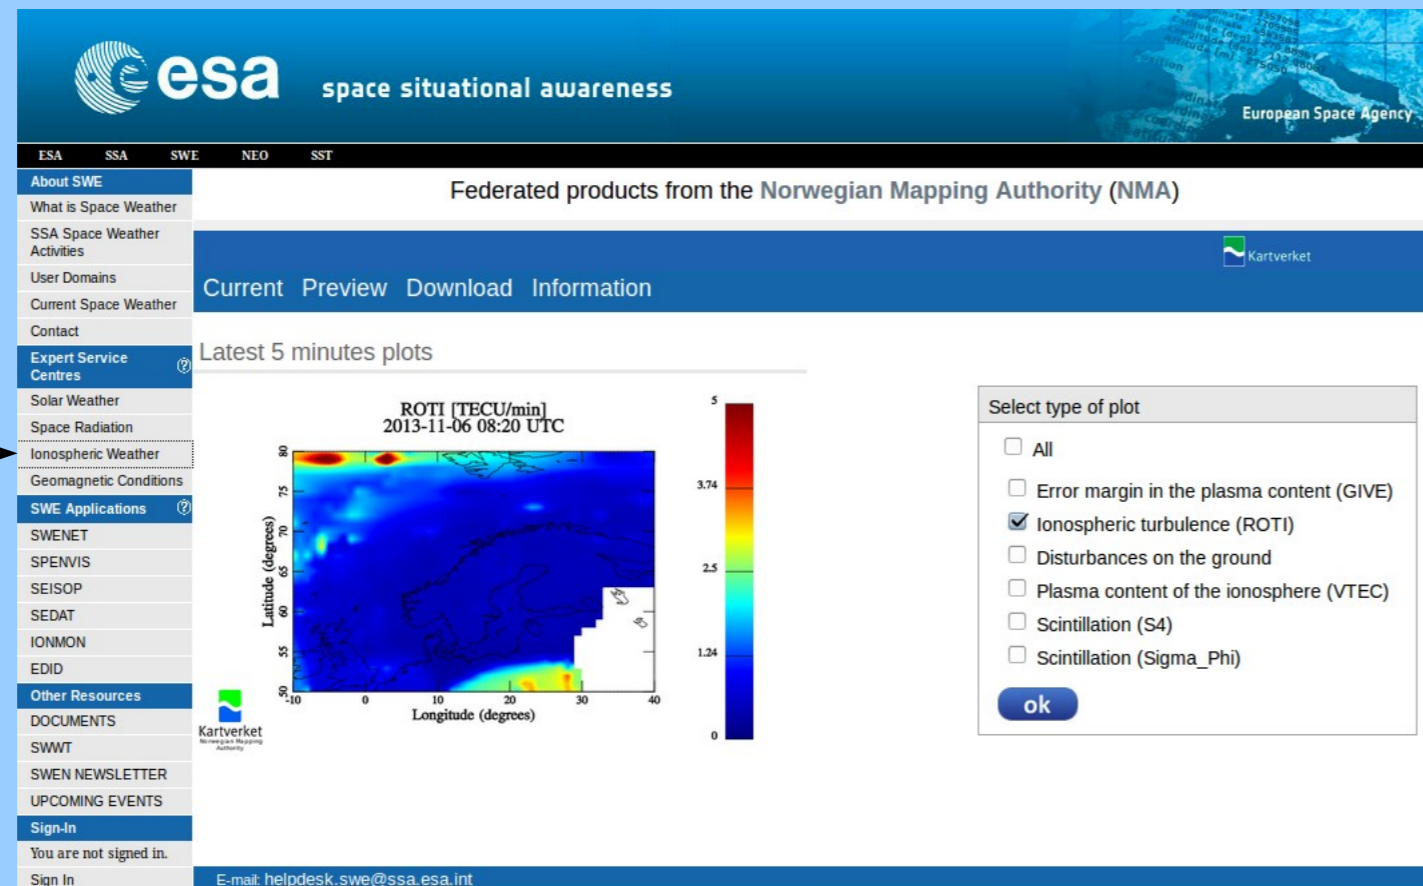 esa
space situational awareness
European Space Agency
ESA SSA SWE NEO SST
About SWE
What is Space Weather
SSA Space Weather
Activities
User Domains
Current Space Weather
Contact
Expert Service
Centres
Solar Weather
Space Radiation
Ionospheric Weather
Geomagnetic Conditions
SWE Applications
SWENET
SPENVIS
SEISOP
SEDAT
IONMON
EDID
Other Resources
DOCUMENTS
SWWT
SWEN NEWSLETTER
UPCOMING EVENTS
Sign-In
You are not signed in.
Sign In
Federated products from the Norwegian Mapping Authority (NMA)
Kartverket
Current Preview Download Information
Latest 5 minutes plots
ROTI [TECU/min]
2013-11-06 08:20 UTC
Latitude (degrees)
80
75
70
65
60
55
50
-10 0 10 20 30 40
Longitude (degrees)
5
3.74
2.5
1.24
0
Kartverket
Norwegian Mapping
Authority
Select type of plot
All
Error margin in the plasma content (GIVE)
Ionospheric turbulence (ROTI)
Disturbances on the ground
Plasma content of the ionosphere (VTEC)
Scintillation (S4)
Scintillation (Sigma_Phi)
ok
E-mail: helpdesk.swe@ssa.esa.int